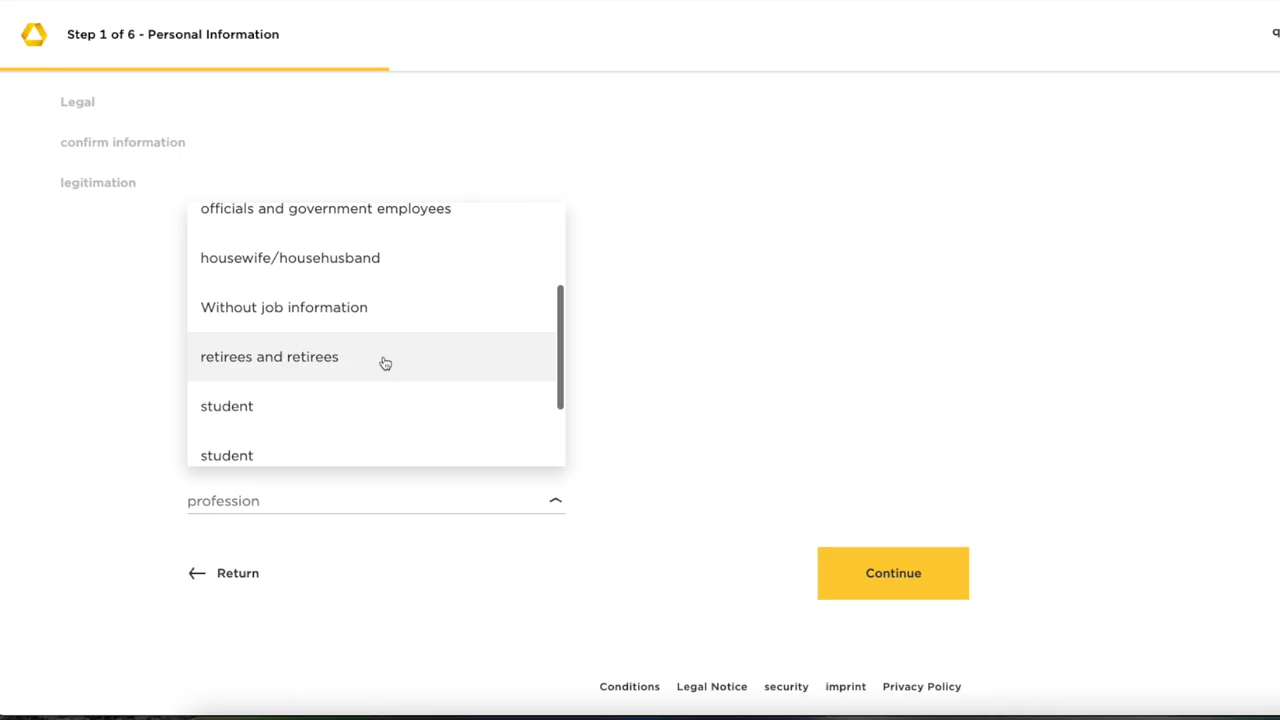 Step 1 of 6 - Personal Information
q
Legal
confirm information
legitimation
officials and government employees
housewife/househusband
Without job information
retirees and retirees
student
student
profession
Return
Continue
Conditions Legal Notice security imprint Privacy Policy